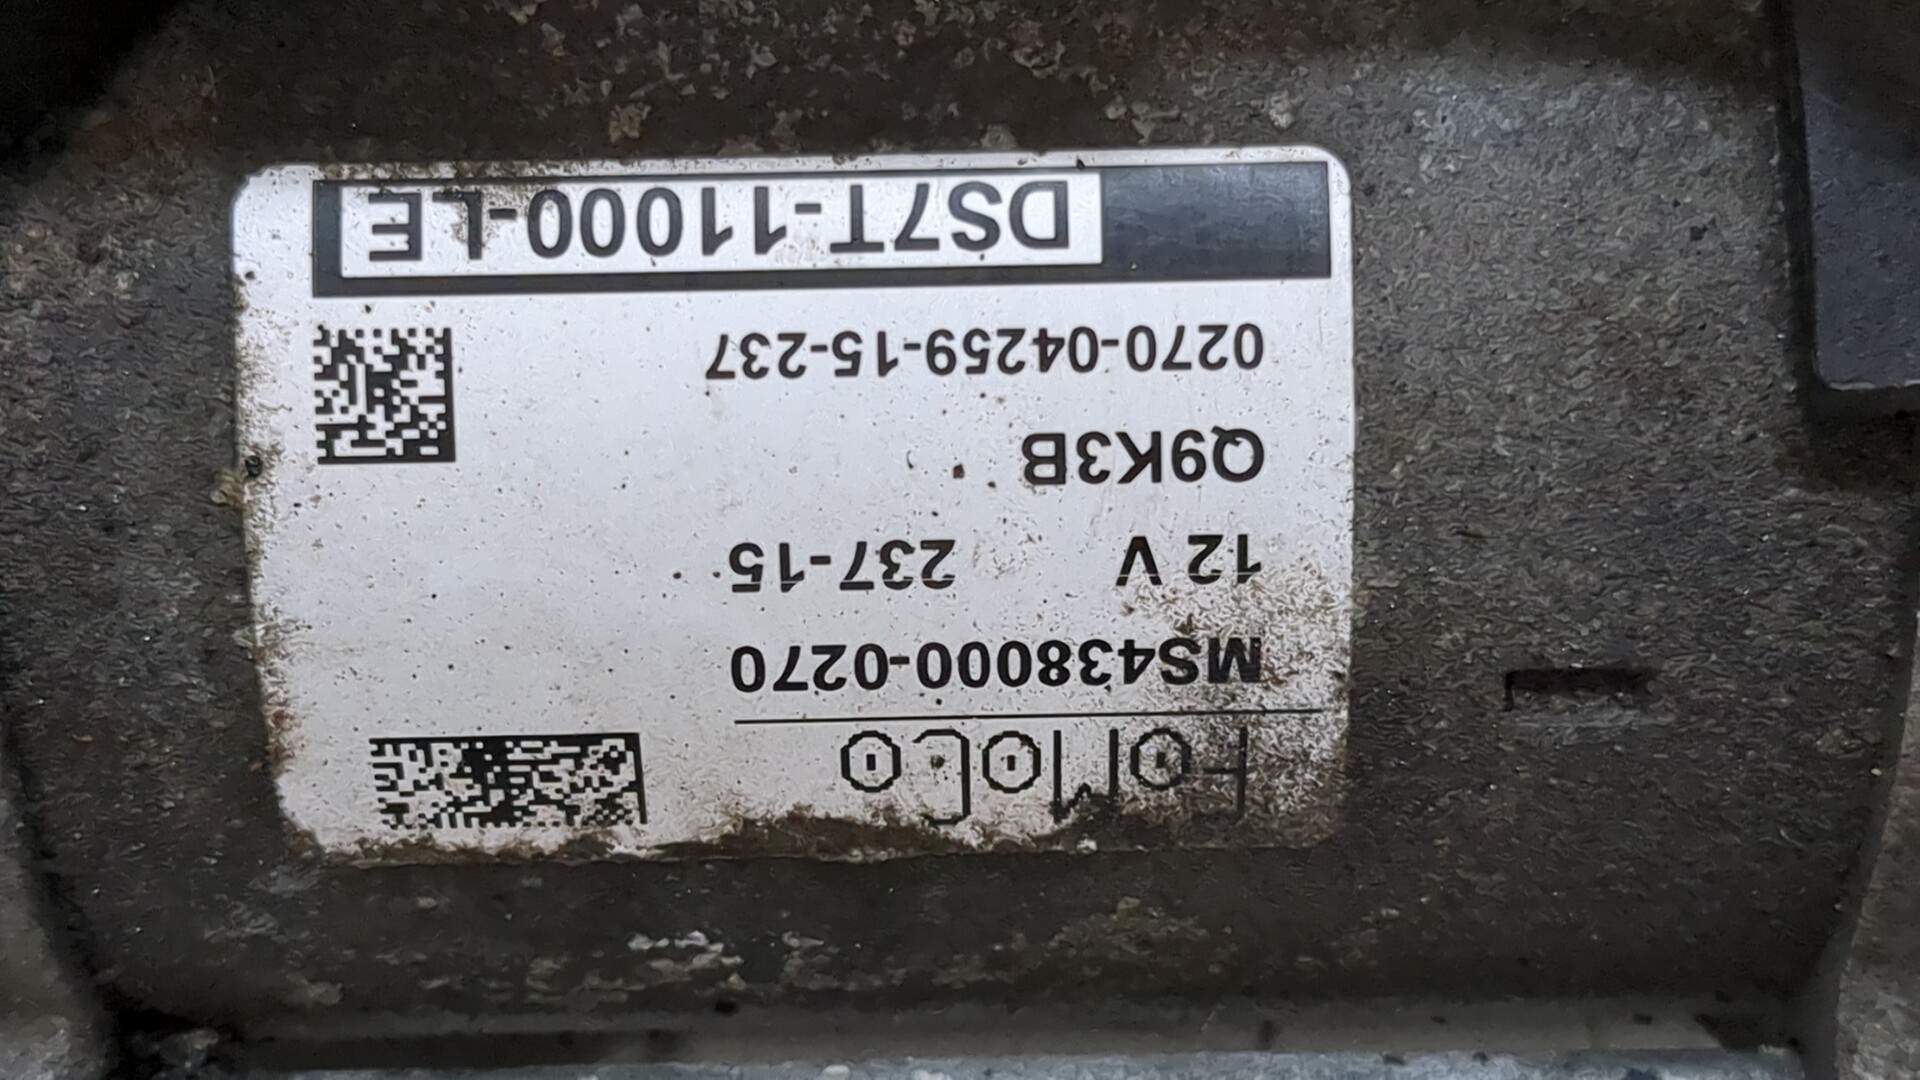 FoMoCo
MS438000-0270
12 V 237-15
Q9K3B
0270-04259-15-237
DS7T-11000-LE